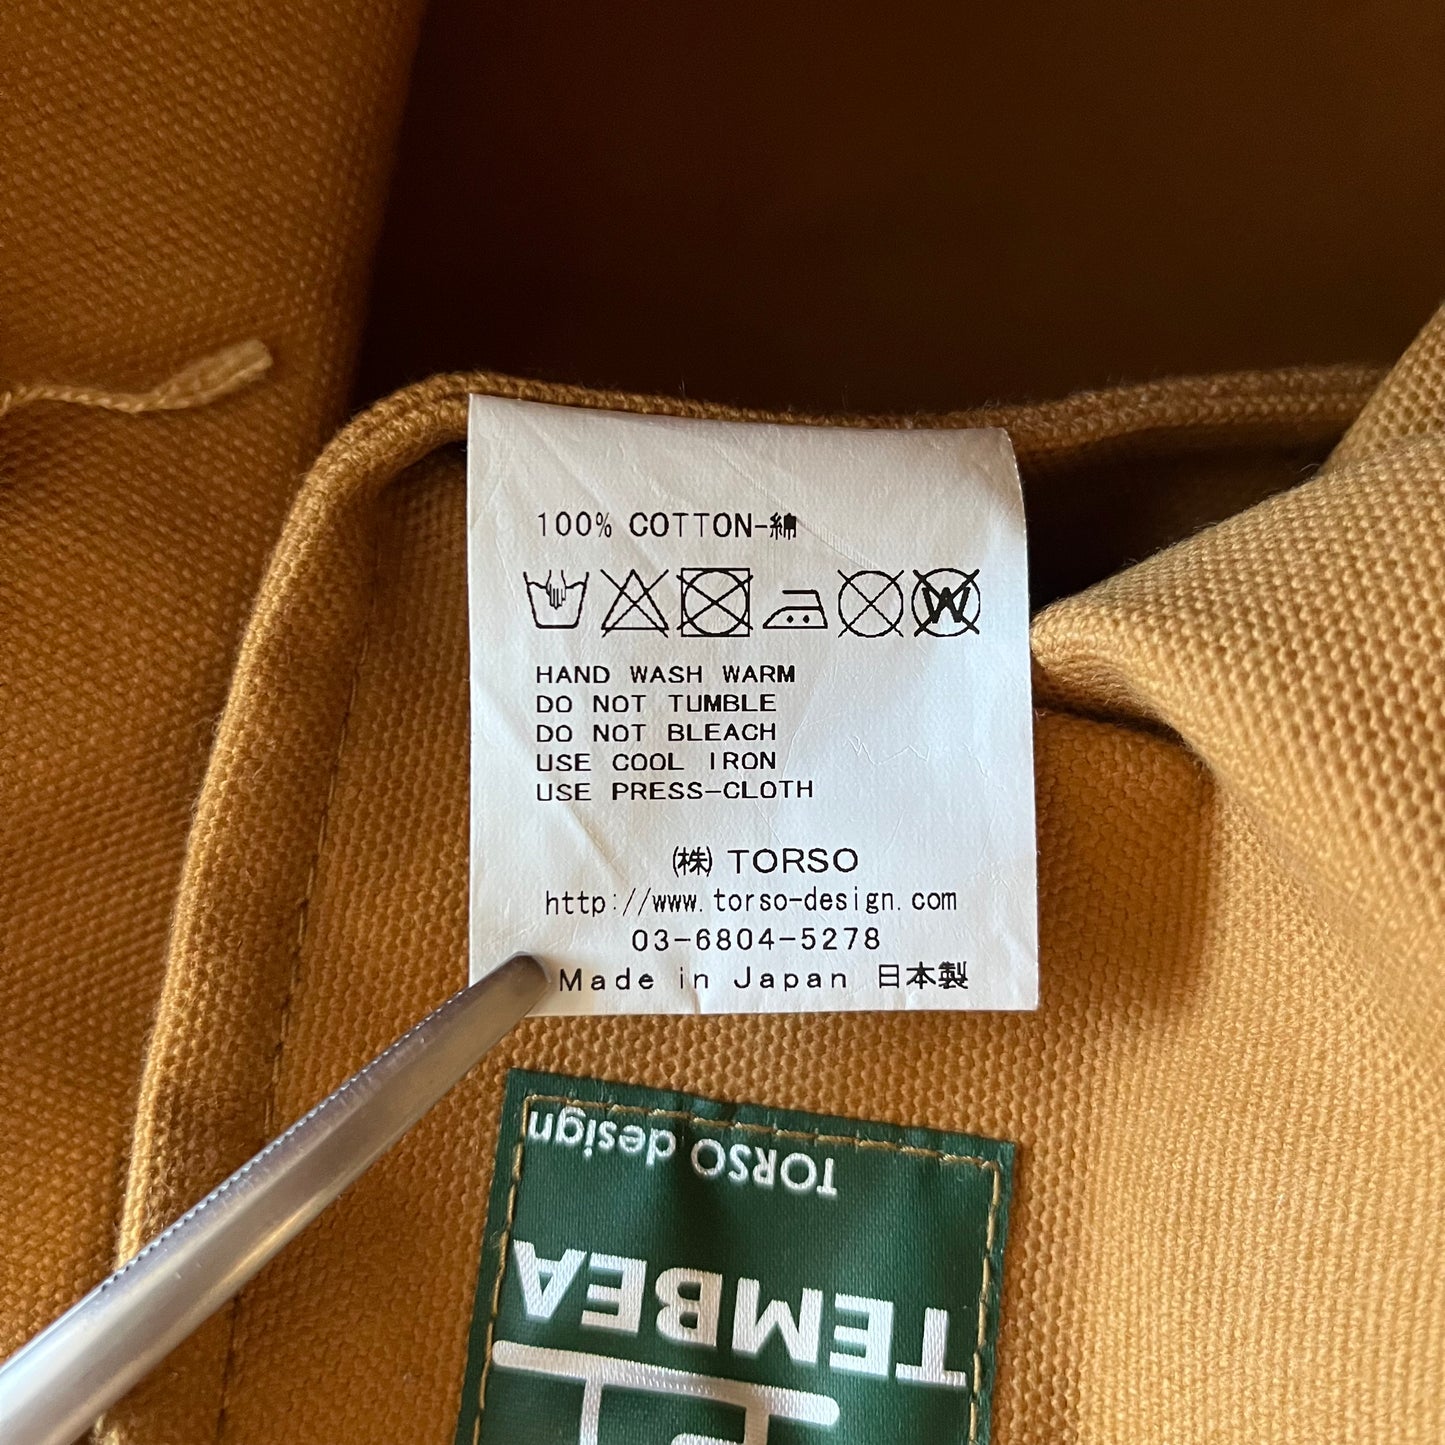 100% COTTON-綿
W
HAND WASH WARM
DO NOT TUMBLE
DO NOT BLEACH
USE COOL IRON
USE PRESS-CLOTH
(株) TORSO
http://www.torso-design.com
03-6804-5278
Made in Japan 日本製
TORSO design
TEMBEA